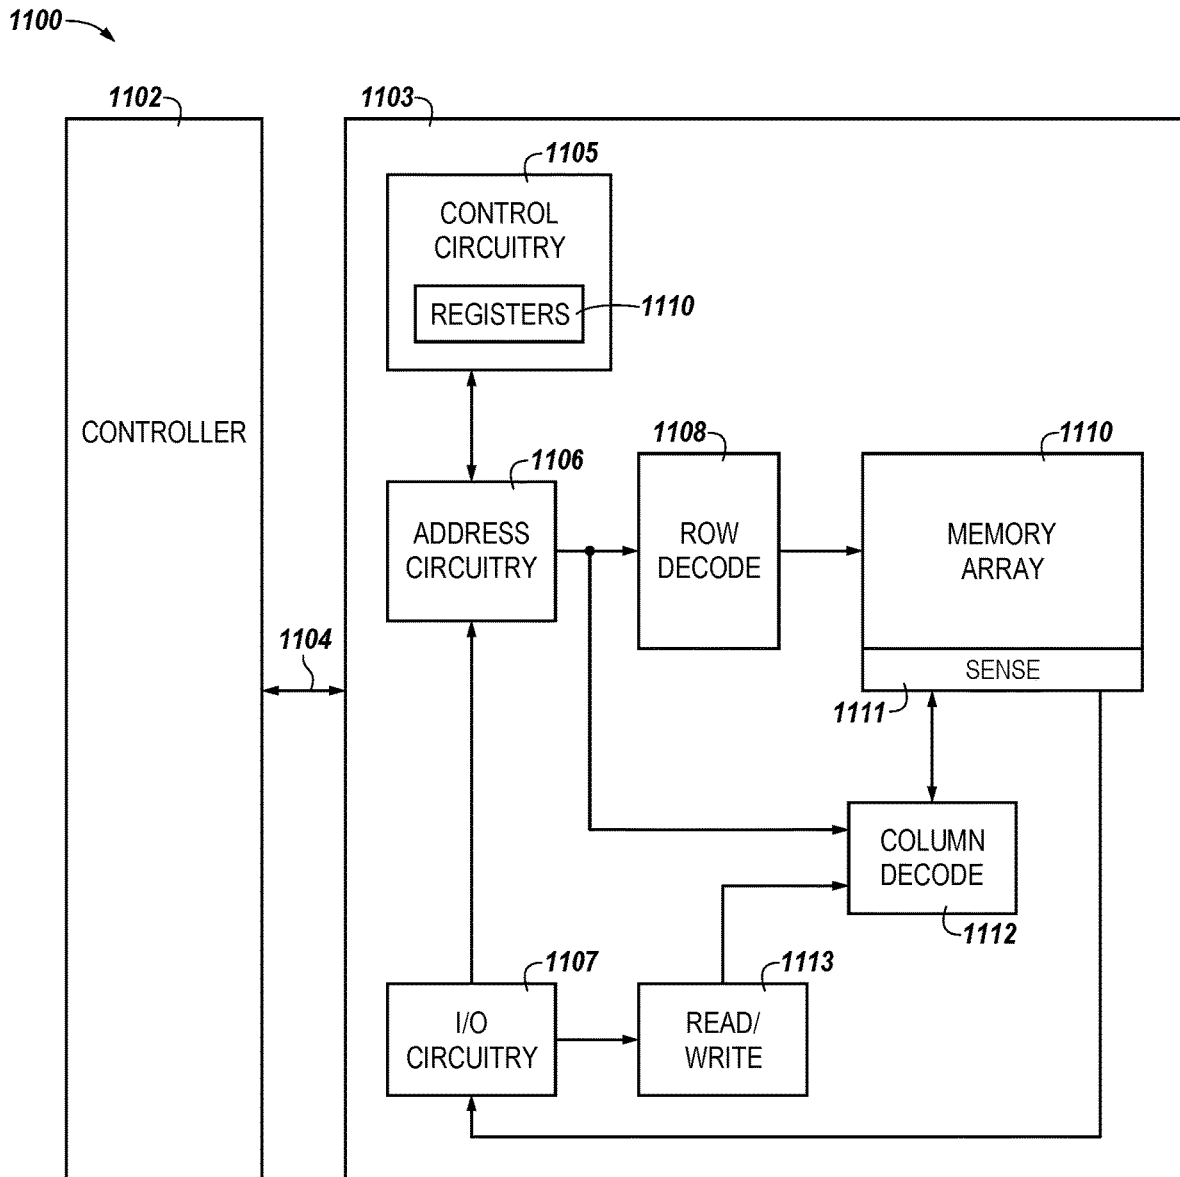 1100
1102
1103
1105
CONTROL
CIRCUITRY
REGISTERS
1110
CONTROLLER
1106
ADDRESS
CIRCUITRY
1108
ROW
DECODE
1110
MEMORY
ARRAY
SENSE
1111
1104
COLUMN
DECODE
1112
1107
I/O
CIRCUITRY
1113
READ/
WRITE